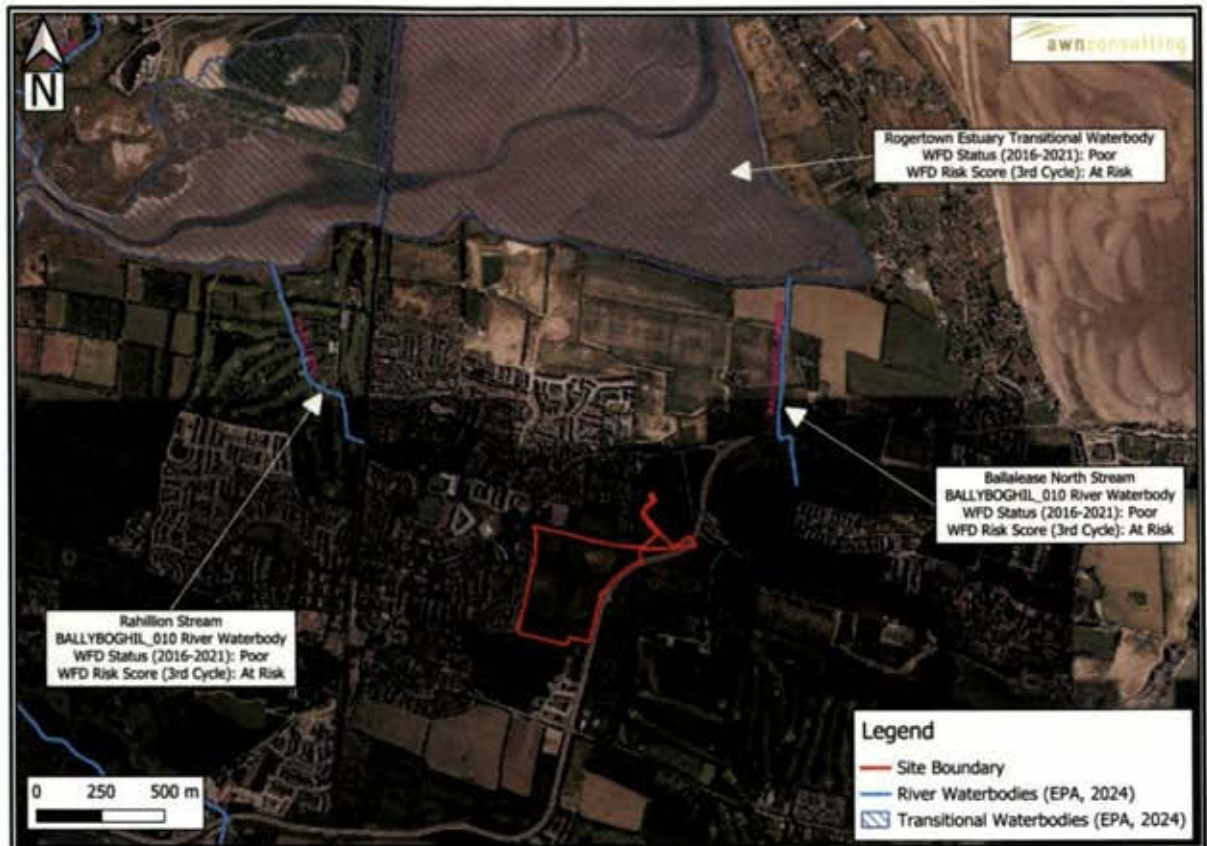 N
awnconsulting
Rogertown Estuary Transitional Waterbody
WFD Status (2016-2021): Poor
WFD Risk Score (3rd Cycle): At Risk
Ballalease North Stream
BALLYBOGHIL_010 River Waterbody
WFD Status (2016-2021): Poor
WFD Risk Score (3rd Cycle): At Risk
Rahillion Stream
BALLYBOGHIL_010 River Waterbody
WFD Status (2016-2021): Poor
WFD Risk Score (3rd Cycle): At Risk
Legend
Site Boundary
River Waterbodies (EPA, 2024)
Transitional Waterbodies (EPA, 2024)
0 250 500 m